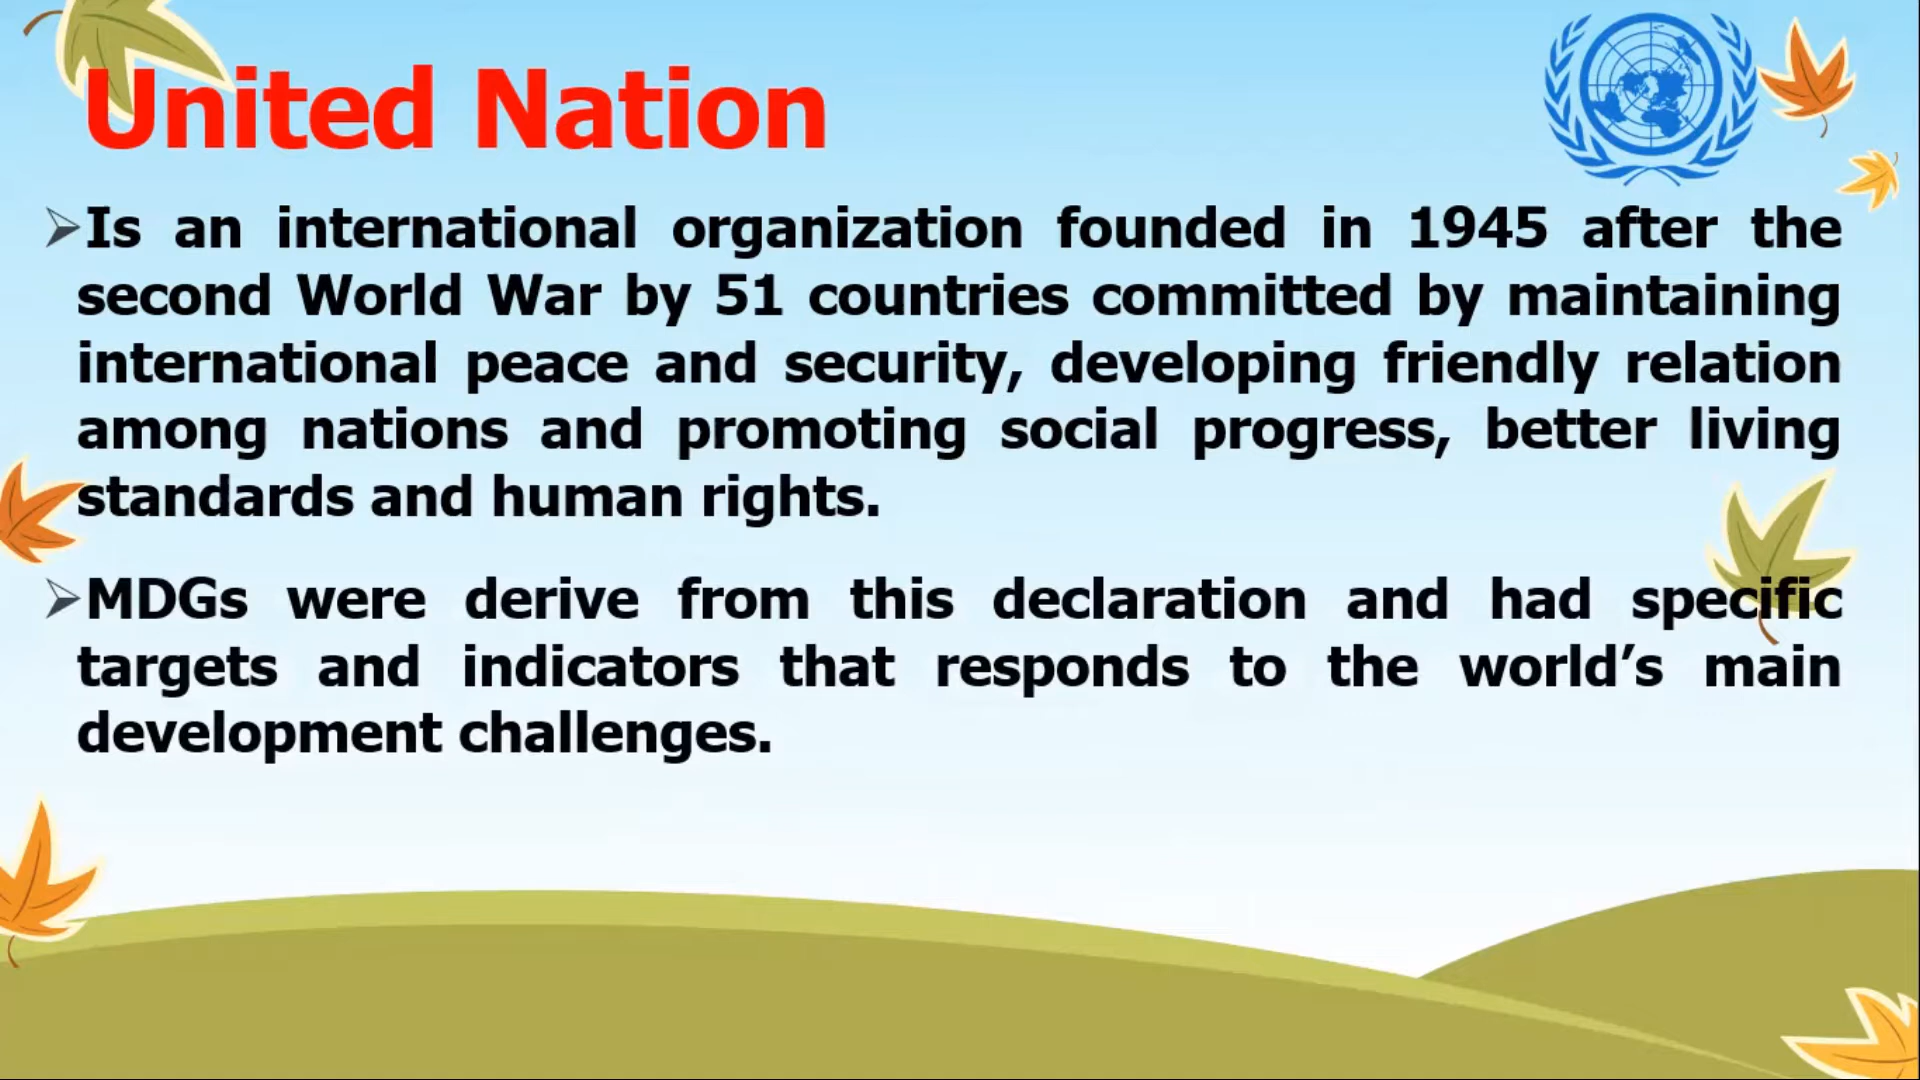 United Nation
➢Is an international organization founded in 1945 after the
second World War by 51 countries committed by maintaining
international peace and security, developing friendly relation
among nations and promoting social progress, better living
standards and human rights.
➢MDGs were derive from this declaration and had specific
targets and indicators that responds to the world’s main
development challenges.